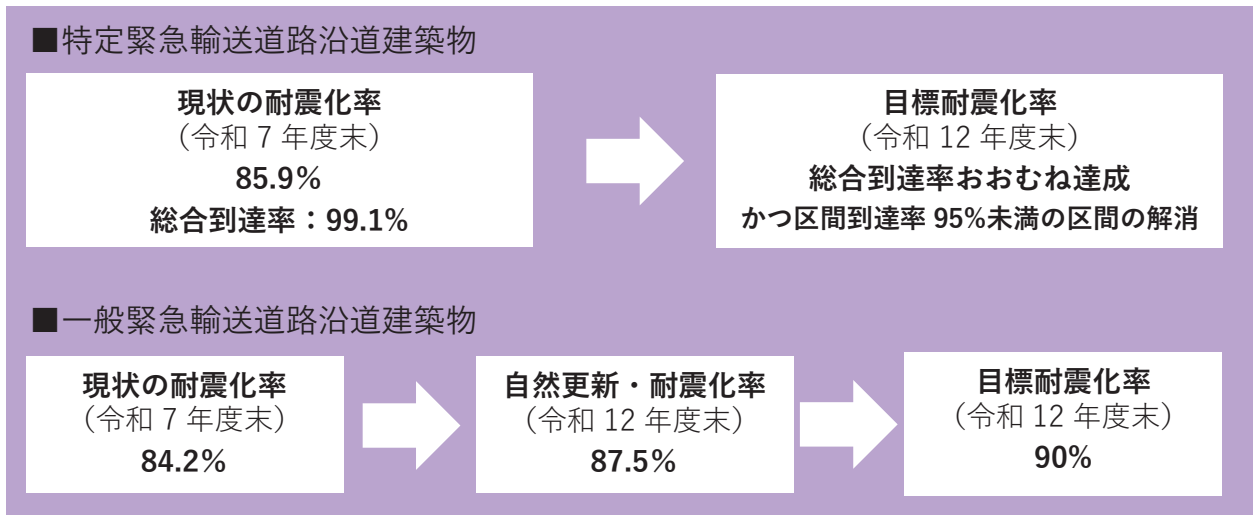 ■特定緊急輸送道路沿道建築物
現状の耐震化率
（令和 7 年度末）
85.9%
総合到達率：99.1%
目標耐震化率
（令和 12 年度末）
総合到達率おおむね達成
かつ区間到達率 95%未満の区間の解消
■一般緊急輸送道路沿道建築物
現状の耐震化率
（令和 7 年度末）
84.2%
自然更新・耐震化率
（令和 12 年度末）
87.5%
目標耐震化率
（令和 12 年度末）
90%